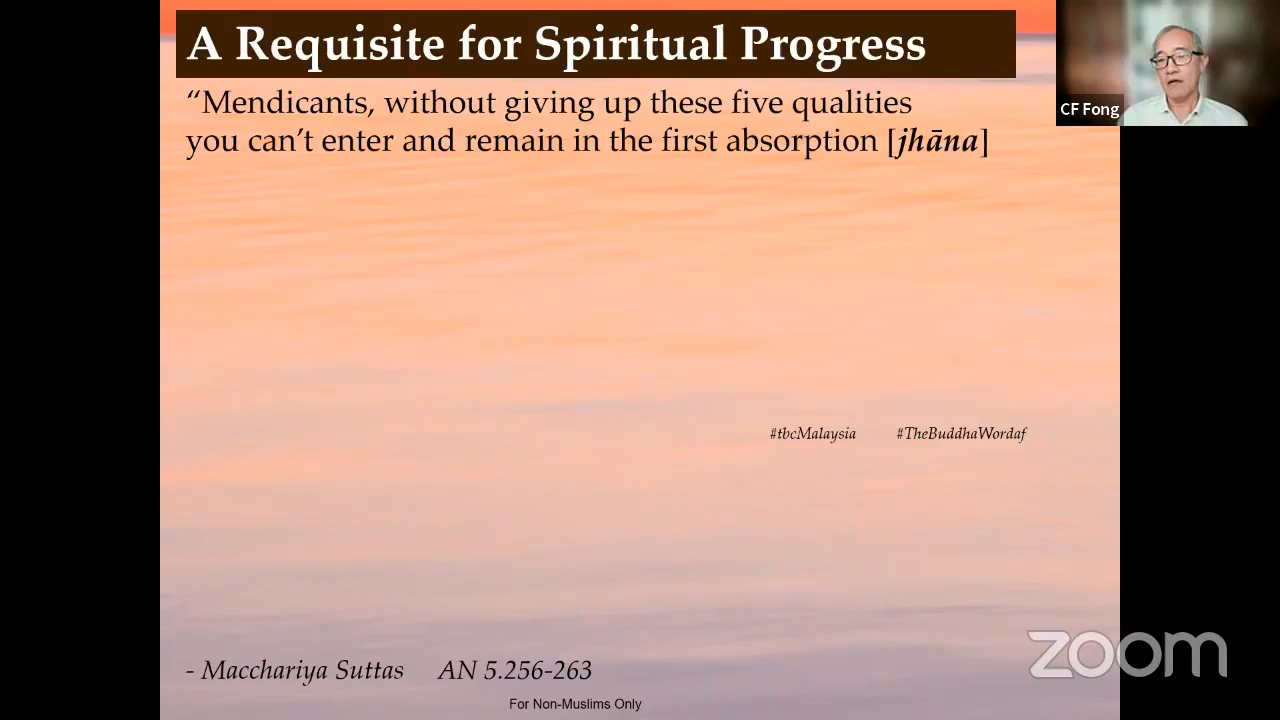 A Requisite for Spiritual Progress
“Mendicants, without giving up these five qualities
you can’t enter and remain in the first absorption [jhāna]
CF Fong
#tbcMalaysia #TheBuddhaWordaf
- Macchariya Suttas AN 5.256-263
zoom
For Non-Muslims Only